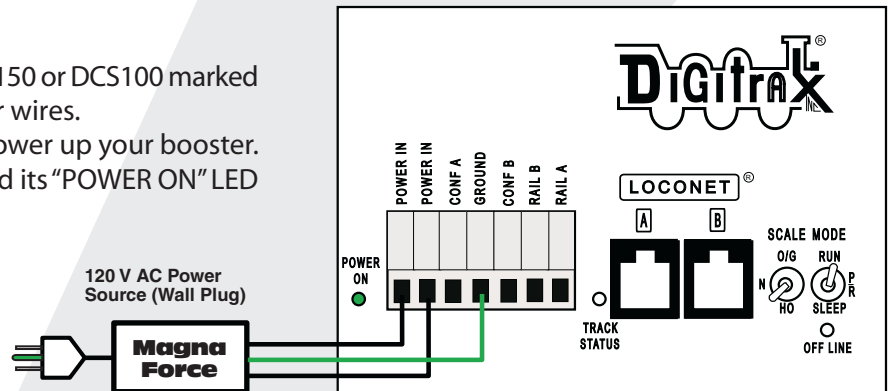 150 or DCS100 marked
r wires.
ower up your booster.
d its "POWER ON" LED
120 V AC Power
Source (Wall Plug)
Magna
Force
DIGITRAX INC
®
POWER IN
POWER IN
CONF A
GROUND
CONF B
RAIL B
RAIL A
POWER
ON
LOCONET ®
A B
TRACK
STATUS
SCALE MODE
O/G RUN
N P/R
HO SLEEP
OFF LINE